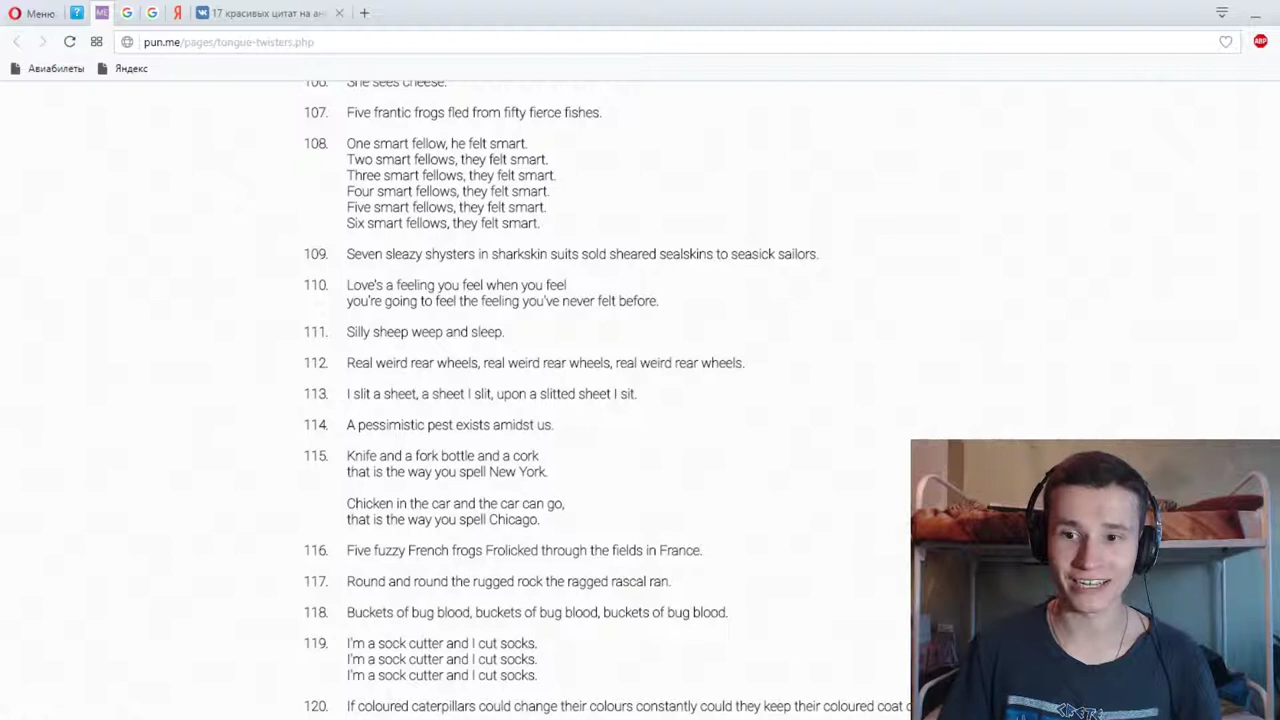 Меню
?
ME
17 красивых цитат на ан
pun.me/pages/tongue-twisters.php
ABP
Авиабилеты
Яндекс
106. She sees cheese.
107. Five frantic frogs fled from fifty fierce fishes.
108. One smart fellow, he felt smart.
Two smart fellows, they felt smart.
Three smart fellows, they felt smart.
Four smart fellows, they felt smart.
Five smart fellows, they felt smart.
Six smart fellows, they felt smart.
109. Seven sleazy shysters in sharkskin suits sold sheared sealskins to seasick sailors.
110. Love's a feeling you feel when you feel
you're going to feel the feeling you've never felt before.
111. Silly sheep weep and sleep.
112. Real weird rear wheels, real weird rear wheels, real weird rear wheels.
113. I slit a sheet, a sheet I slit, upon a slitted sheet I sit.
114. A pessimistic pest exists amidst us.
115. Knife and a fork bottle and a cork
that is the way you spell New York.
Chicken in the car and the car can go,
that is the way you spell Chicago.
116. Five fuzzy French frogs Frolicked through the fields in France.
117. Round and round the rugged rock the ragged rascal ran.
118. Buckets of bug blood, buckets of bug blood, buckets of bug blood.
119. I'm a sock cutter and I cut socks.
I'm a sock cutter and I cut socks.
I'm a sock cutter and I cut socks.
120. If coloured caterpillars could change their colours constantly could they keep their coloured coat